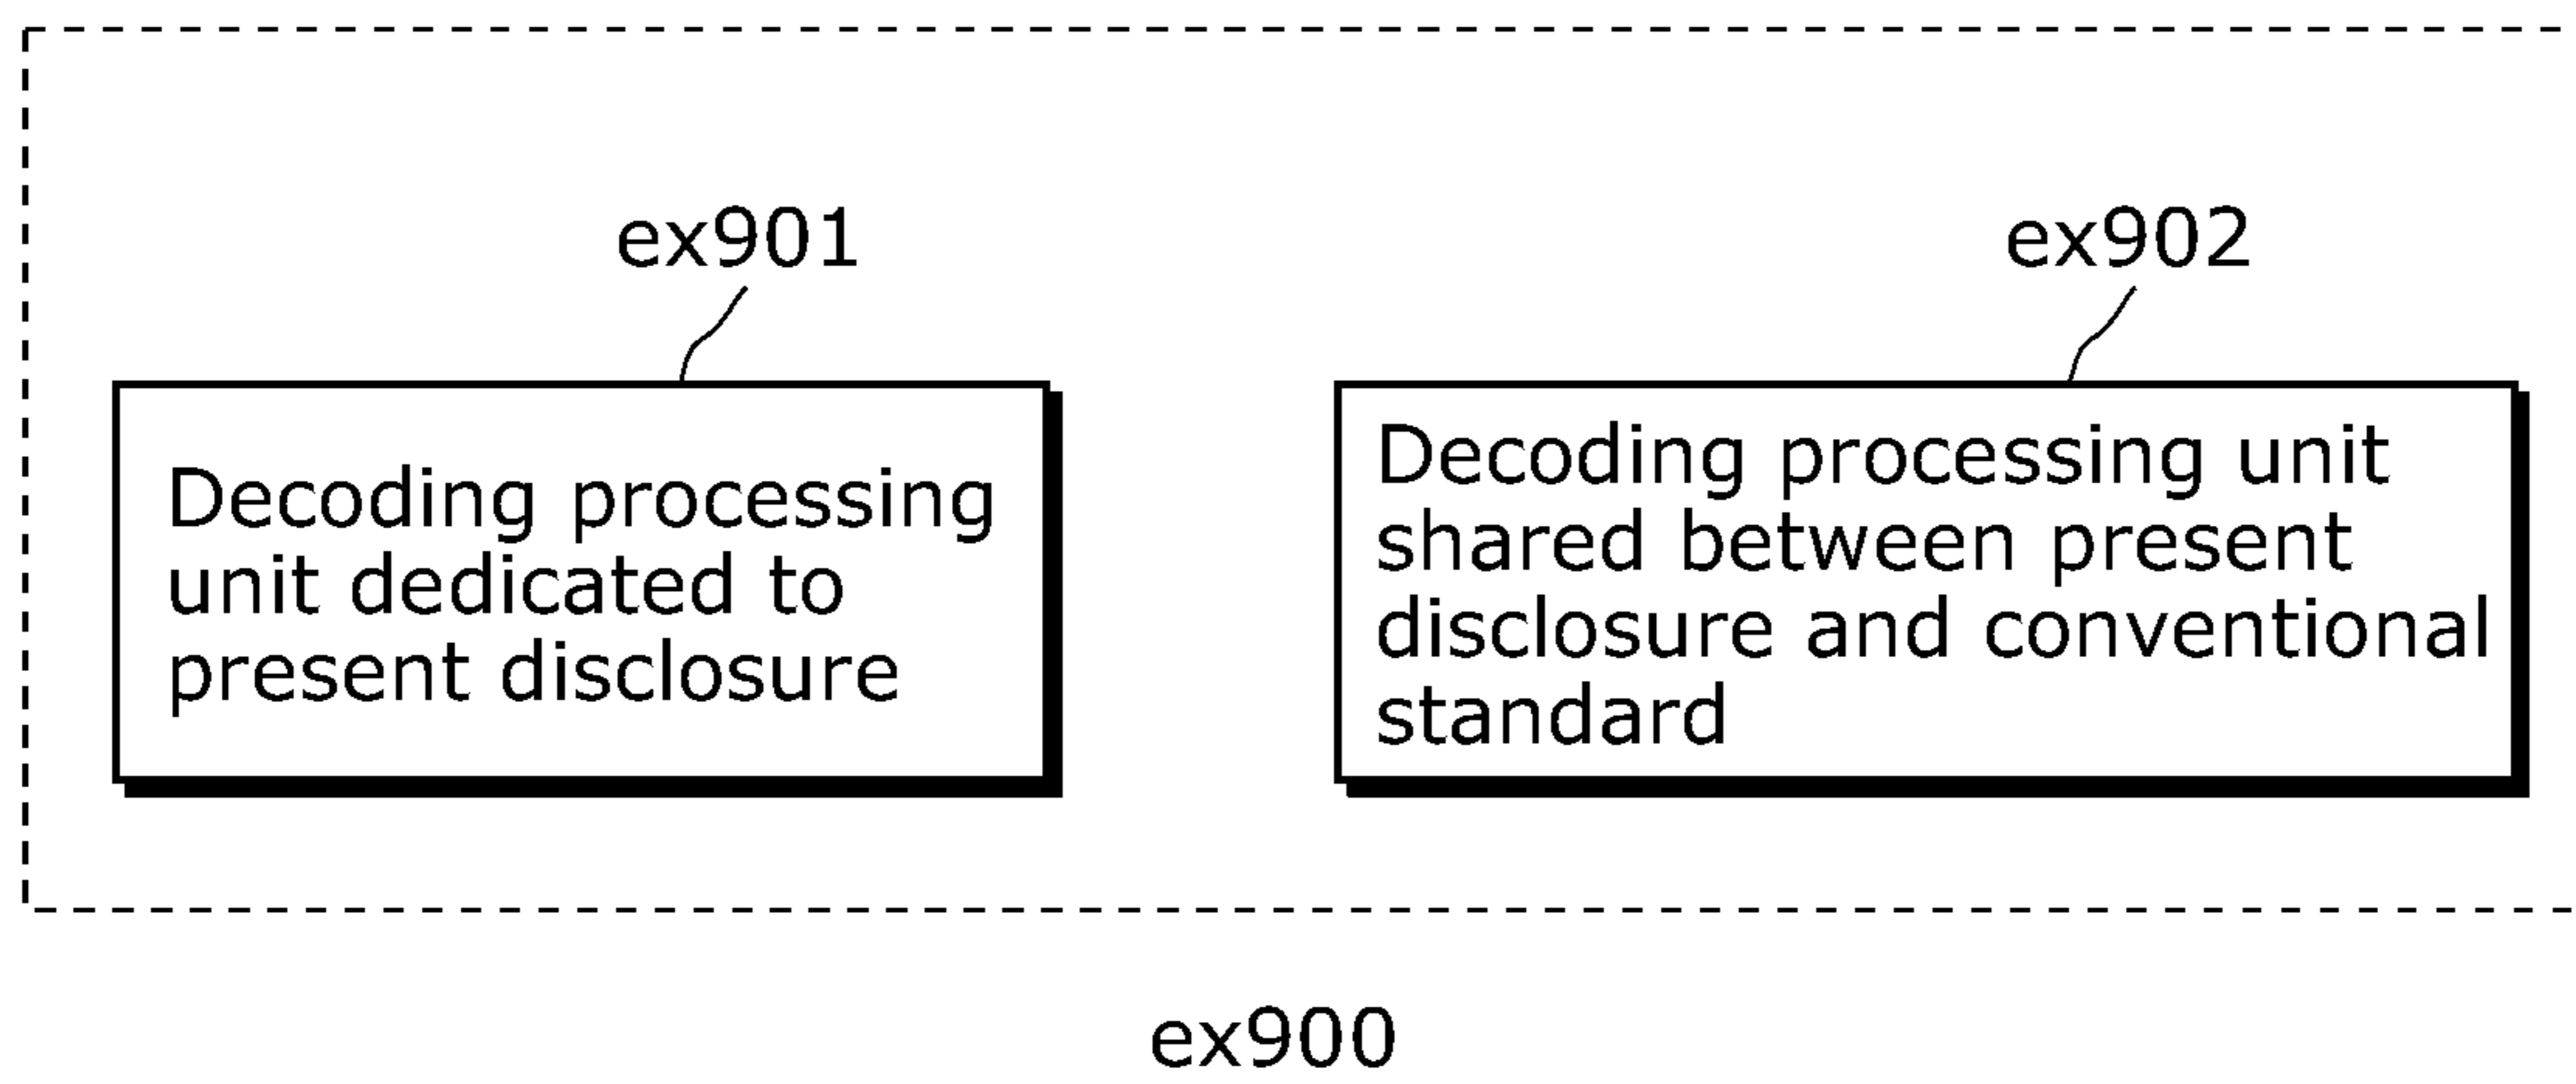 ex901
ex902
Decoding processing
unit dedicated to
present disclosure
Decoding processing unit
shared between present
disclosure and conventional
standard
ex900